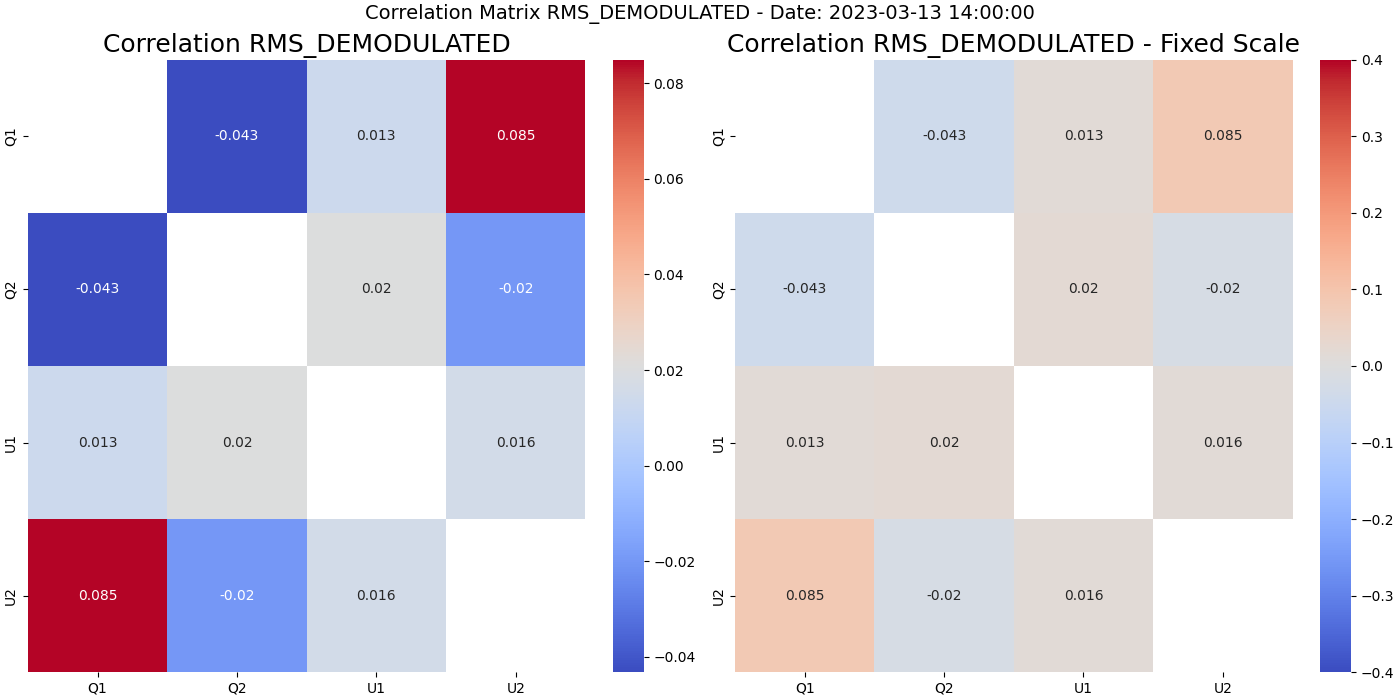 Correlation Matrix RMS_DEMODULATED - Date: 2023-03-13 14:00:00
Correlation RMS_DEMODULATED
Q1
-0.043
0.013
0.085
Q2
-0.043
0.02
-0.02
U1
0.013
0.02
0.016
U2
0.085
-0.02
0.016
Q1
Q2
U1
U2
0.08
0.06
0.04
0.02
0.00
−0.02
−0.04
Correlation RMS_DEMODULATED - Fixed Scale
Q1
-0.043
0.013
0.085
Q2
-0.043
0.02
-0.02
U1
0.013
0.02
0.016
U2
0.085
-0.02
0.016
Q1
Q2
U1
U2
0.4
0.3
0.2
0.1
0.0
−0.1
−0.2
−0.3
−0.4